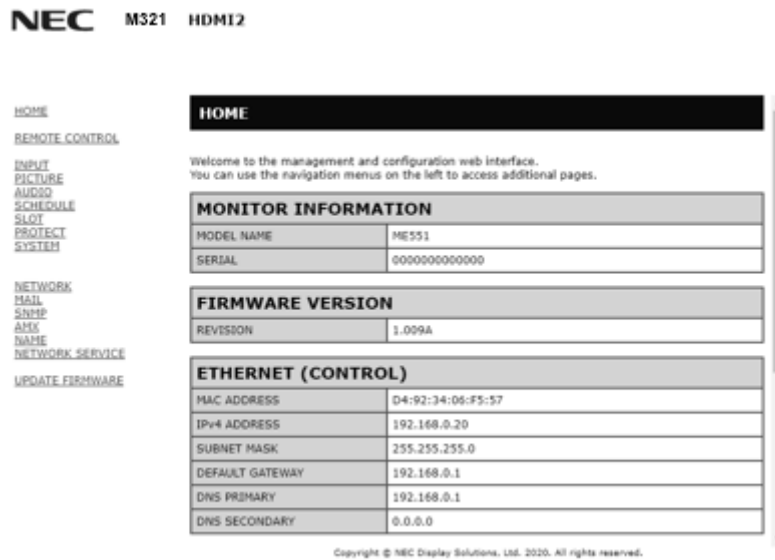 NEC M321 HDMI2
HOME
REMOTE CONTROL
INPUT
PICTURE
AUDIO
SCHEDULE
SLOT
PROTECT
SYSTEM
NETWORK
MAIL
SNMP
AMX
NAME
NETWORK SERVICE
UPDATE FIRMWARE
HOME
Welcome to the management and configuration web interface.
You can use the navigation menus on the left to access additional pages.
MONITOR INFORMATION
MODEL NAME ME551
SERIAL 0000000000000
FIRMWARE VERSION
REVISION 1.009A
ETHERNET (CONTROL)
MAC ADDRESS D4:92:34:06:F5:57
IPv4 ADDRESS 192.168.0.20
SUBNET MASK 255.255.255.0
DEFAULT GATEWAY 192.168.0.1
DNS PRIMARY 192.168.0.1
DNS SECONDARY 0.0.0.0
Copyright © NEC Display Solutions, Ltd. 2020. All rights reserved.